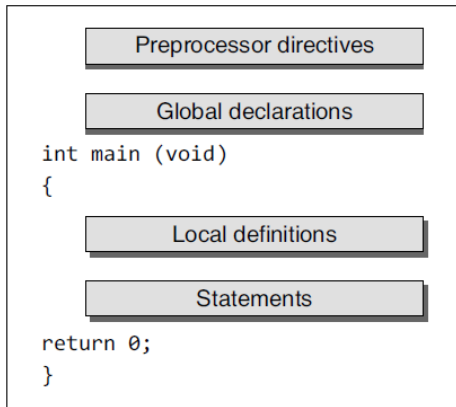 Preprocessor directives
Global declarations
int main (void)
{
Local definitions
Statements
return 0;
}